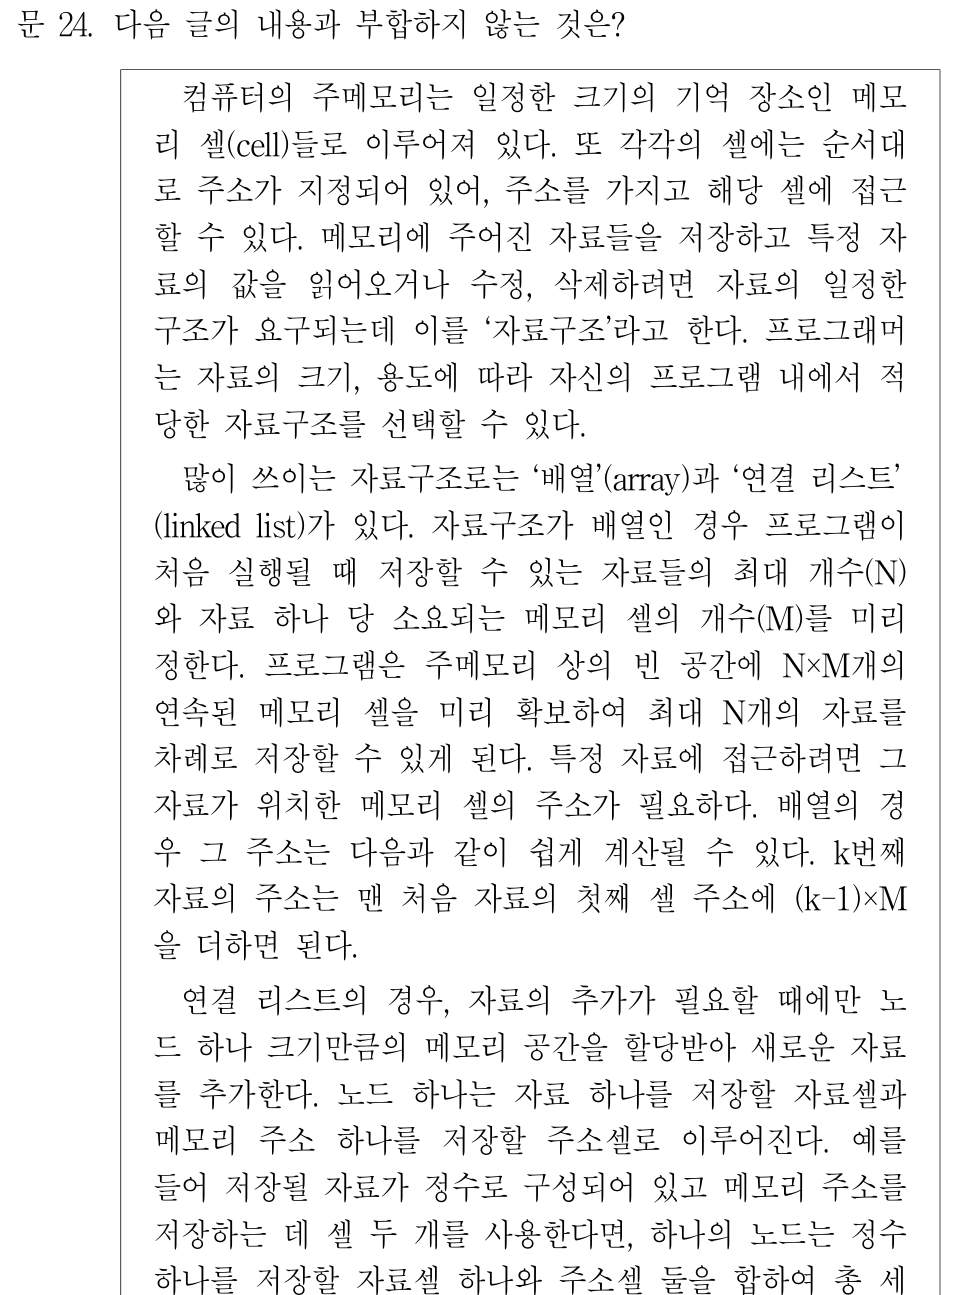 문 24. 다음 글의 내용과 부합하지 않는 것은?
컴퓨터의 주메모리는 일정한 크기의 기억 장소인 메모
리 셀(cell)들로 이루어져 있다. 또 각각의 셀에는 순서대
로 주소가 지정되어 있어, 주소를 가지고 해당 셀에 접근
할 수 있다. 메모리에 주어진 자료들을 저장하고 특정 자
료의 값을 읽어오거나 수정, 삭제하려면 자료의 일정한
구조가 요구되는데 이를 ‘자료구조’라고 한다. 프로그래머
는 자료의 크기, 용도에 따라 자신의 프로그램 내에서 적
당한 자료구조를 선택할 수 있다.
많이 쓰이는 자료구조로는 ‘배열’(array)과 ‘연결 리스트’
(linked list)가 있다. 자료구조가 배열인 경우 프로그램이
처음 실행될 때 저장할 수 있는 자료들의 최대 개수(N)
와 자료 하나 당 소요되는 메모리 셀의 개수(M)를 미리
정한다. 프로그램은 주메모리 상의 빈 공간에 N×M개의
연속된 메모리 셀을 미리 확보하여 최대 N개의 자료를
차례로 저장할 수 있게 된다. 특정 자료에 접근하려면 그
자료가 위치한 메모리 셀의 주소가 필요하다. 배열의 경
우 그 주소는 다음과 같이 쉽게 계산될 수 있다. k번째
자료의 주소는 맨 처음 자료의 첫째 셀 주소에 (k-1)×M
을 더하면 된다.
연결 리스트의 경우, 자료의 추가가 필요할 때에만 노
드 하나 크기만큼의 메모리 공간을 할당받아 새로운 자료
를 추가한다. 노드 하나는 자료 하나를 저장할 자료셀과
메모리 주소 하나를 저장할 주소셀로 이루어진다. 예를
들어 저장될 자료가 정수로 구성되어 있고 메모리 주소를
저장하는 데 셀 두 개를 사용한다면, 하나의 노드는 정수
하나를 저장할 자료셀 하나와 주소셀 둘을 합하여 총 세